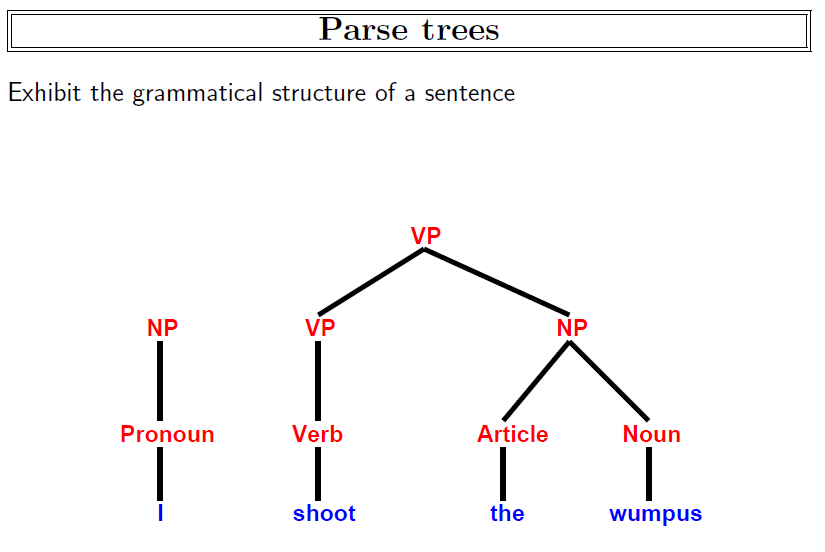 Parse trees
Exhibit the grammatical structure of a sentence
VP
NP VP NP
Pronoun Verb Article Noun
I shoot the wumpus